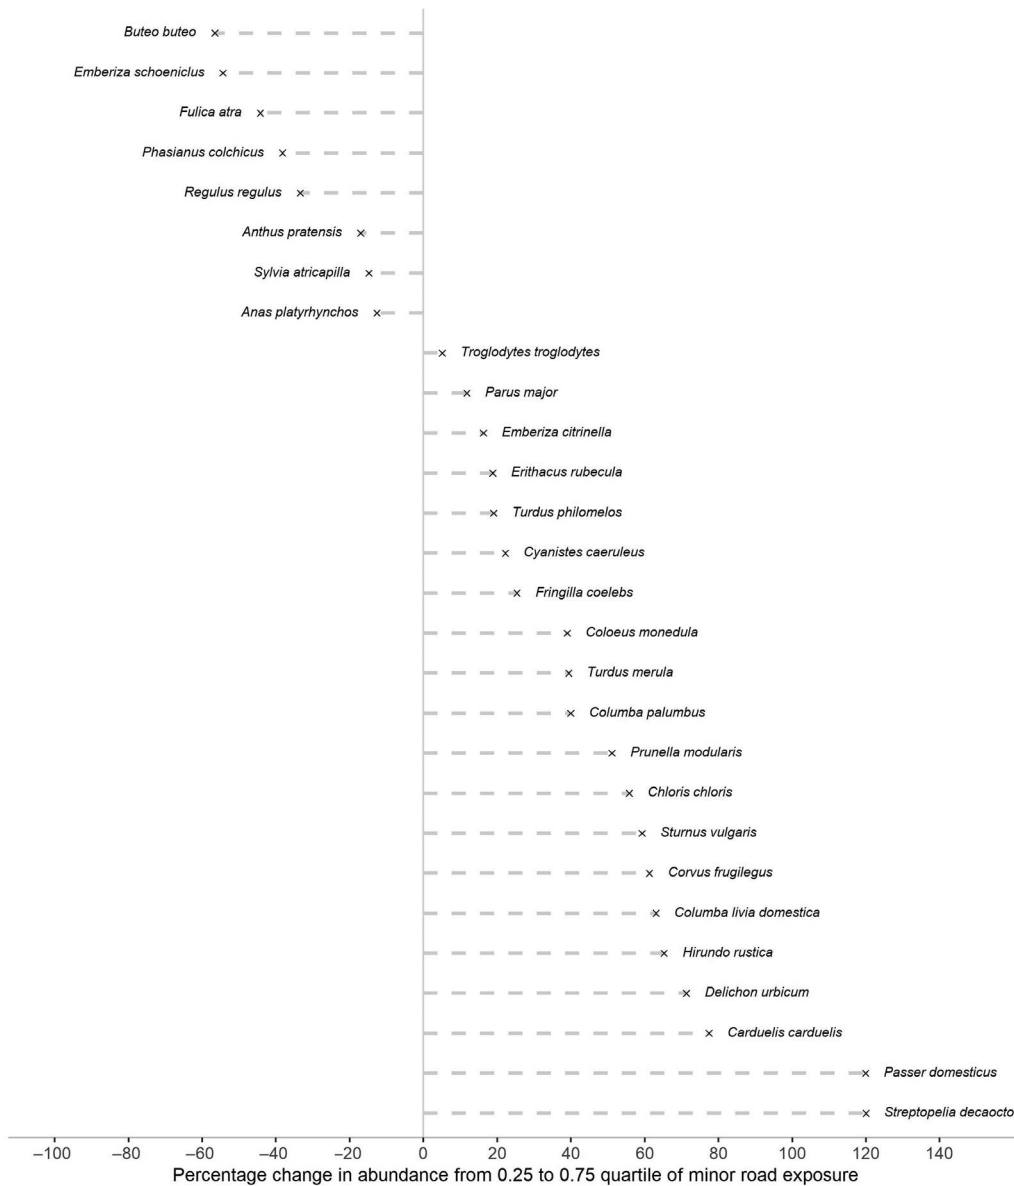 Buteo buteo
Emberiza schoeniclus
Fulica atra
Phasianus colchicus
Regulus regulus
Anthus pratensis
Sylvia atricapilla
Anas platyrhynchos
Troglodytes troglodytes
Parus major
Emberiza citrinella
Erithacus rubecula
Turdus philomelos
Cyanistes caeruleus
Fringilla coelebs
Coloeus monedula
Turdus merula
Columba palumbus
Prunella modularis
Chloris chloris
Sturnus vulgaris
Corvus frugilegus
Columba livia domestica
Hirundo rustica
Delichon urbicum
Carduelis carduelis
Passer domesticus
Streptopelia decaocto
–100 –80 –60 –40 –20 0 20 40 60 80 100 120 140
Percentage change in abundance from 0.25 to 0.75 quartile of minor road exposure